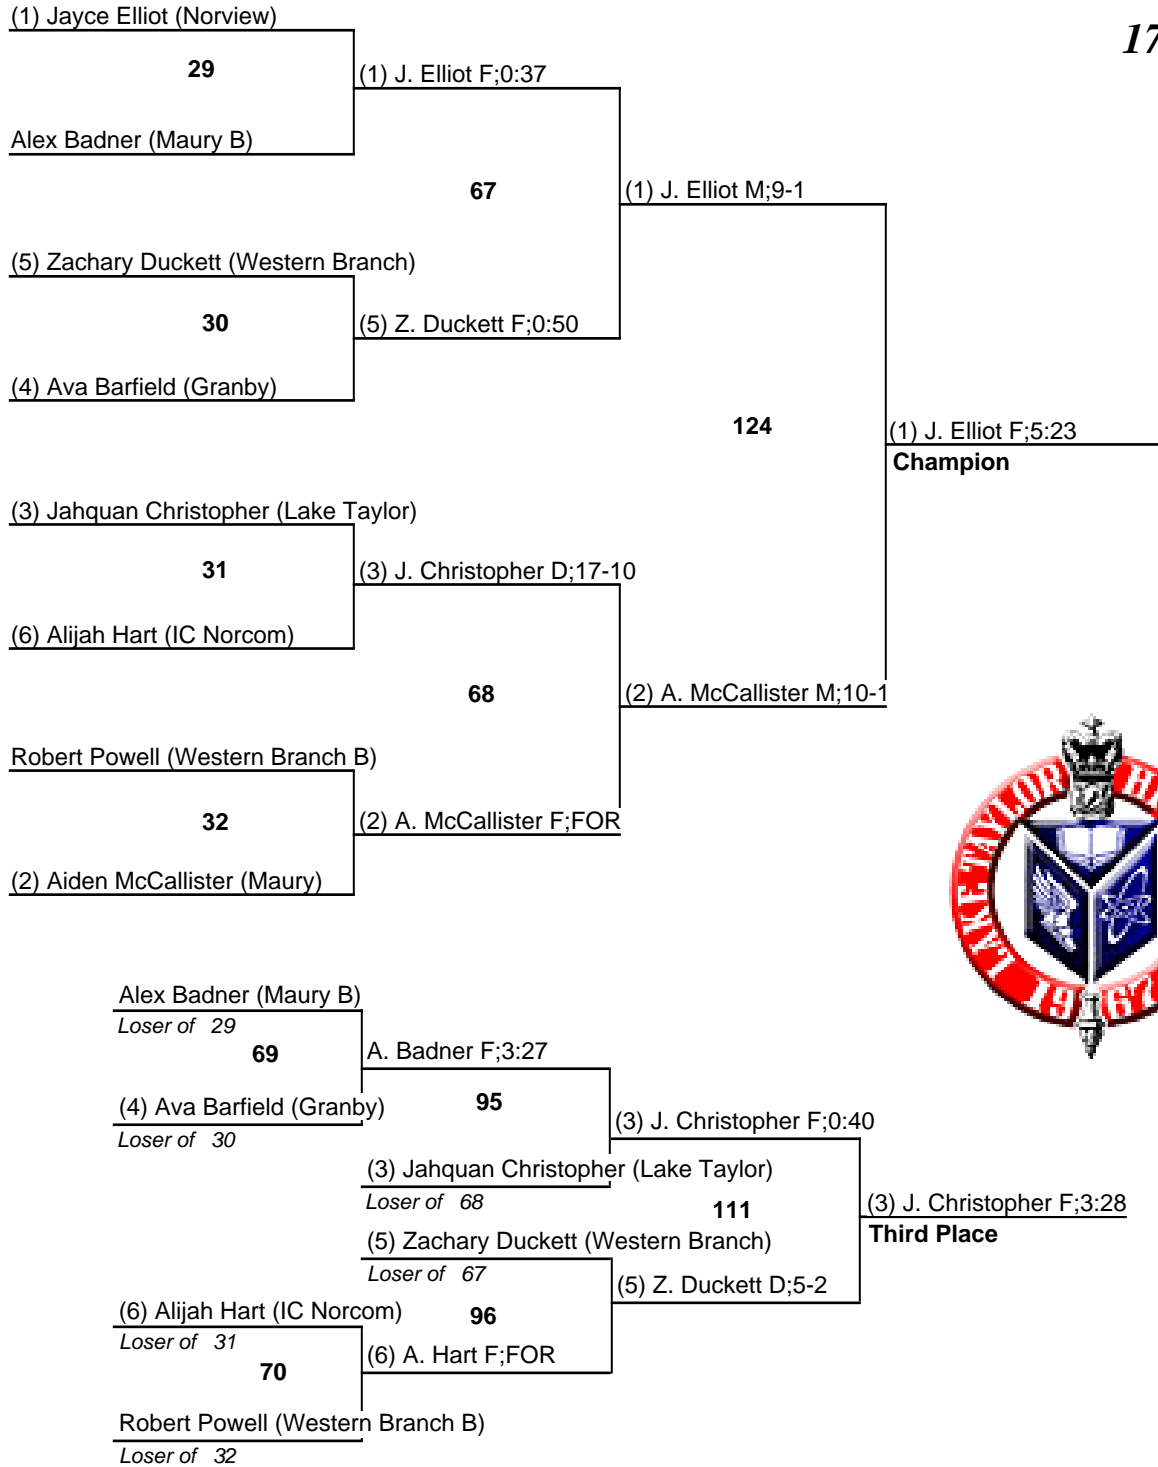 (1) Jayce Elliot (Norview)
17
29
(1) J. Elliot F;0:37
Alex Badner (Maury B)
67
(1) J. Elliot M;9-1
(5) Zachary Duckett (Western Branch)
30
(5) Z. Duckett F;0:50
(4) Ava Barfield (Granby)
124
(1) J. Elliot F;5:23
Champion
(3) Jahquan Christopher (Lake Taylor)
31
(3) J. Christopher D;17-10
(6) Alijah Hart (IC Norcom)
68
(2) A. McCallister M;10-1
Robert Powell (Western Branch B)
32
(2) A. McCallister F;FOR
(2) Aiden McCallister (Maury)
LAKE TAYLOR H
1967
Alex Badner (Maury B)
Loser of 29
69
A. Badner F;3:27
(4) Ava Barfield (Granby)
Loser of 30
95
(3) J. Christopher F;0:40
(3) Jahquan Christopher (Lake Taylor)
Loser of 68
111
(3) J. Christopher F;3:28
Third Place
(5) Zachary Duckett (Western Branch)
Loser of 67
(5) Z. Duckett D;5-2
(6) Alijah Hart (IC Norcom)
Loser of 31
96
(6) A. Hart F;FOR
70
Robert Powell (Western Branch B)
Loser of 32